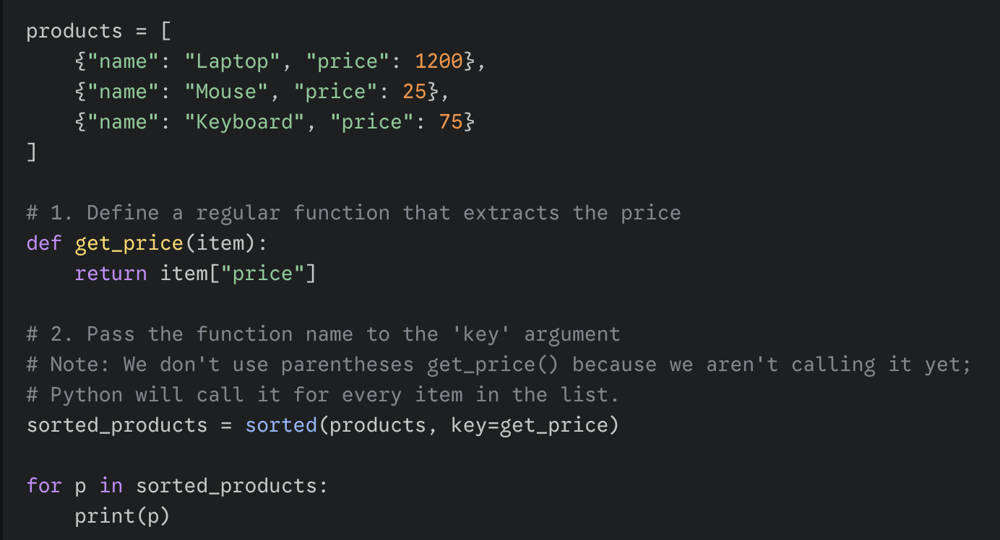 products = [
    {"name": "Laptop", "price": 1200},
    {"name": "Mouse", "price": 25},
    {"name": "Keyboard", "price": 75}
]

# 1. Define a regular function that extracts the price
def get_price(item):
    return item["price"]

# 2. Pass the function name to the 'key' argument
# Note: We don't use parentheses get_price() because we aren't calling it yet;
# Python will call it for every item in the list.
sorted_products = sorted(products, key=get_price)

for p in sorted_products:
    print(p)